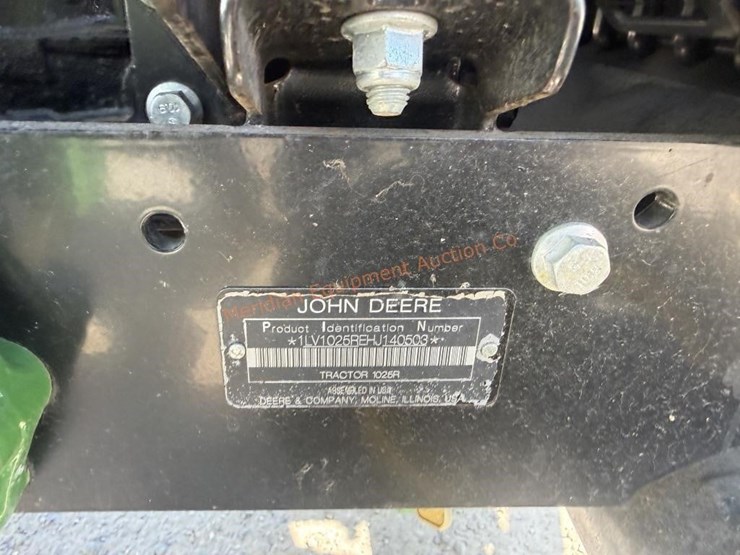 JOHN DEERE
Product Identification Number
*1LV1025REHJ140503*
TRACTOR 1025R
ASSEMBLED IN USA
DEERE & COMPANY, MOLINE, ILLINOIS, USA
Meridian Equipment Auction Co